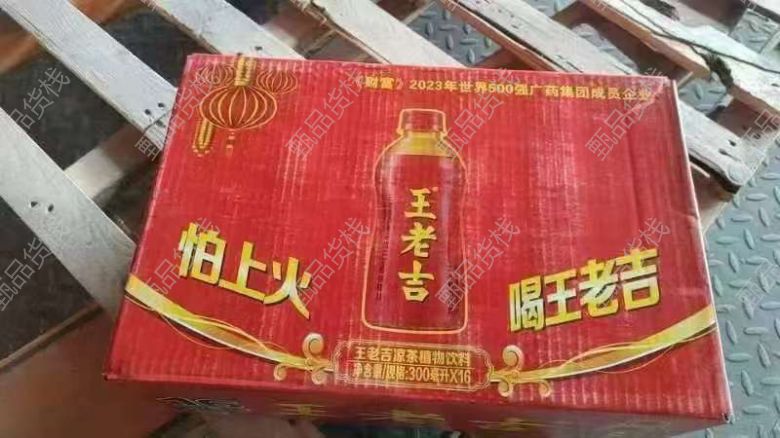 《财富》2023年世界500强广药集团成员企业
王老吉
怕上火
喝王老吉
王老吉凉茶植物饮料
净含量/规格:300毫升X16
王老吉
甄品货栈